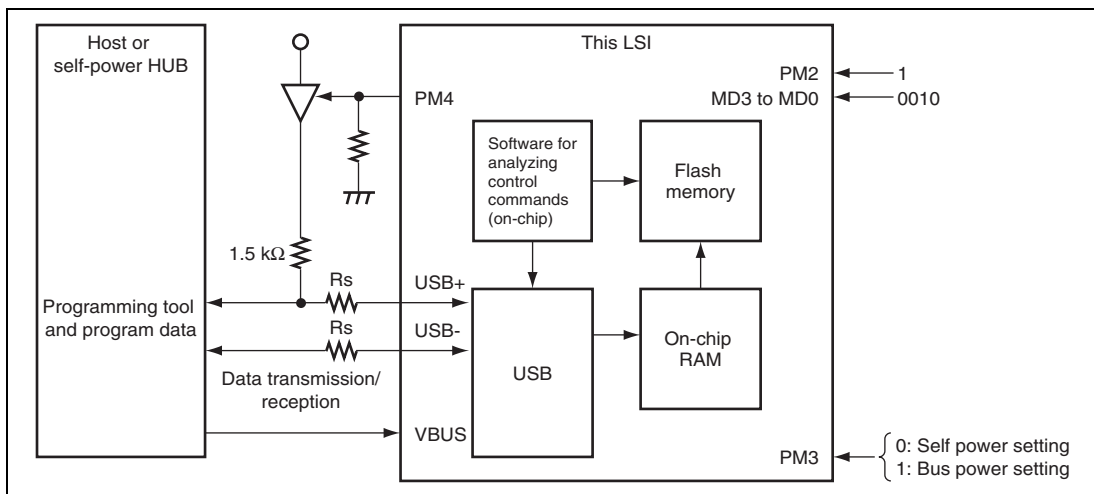 Host or
self-power HUB
This LSI
PM2
1
MD3 to MD0
0010
PM4
Software for
analyzing
control
commands
(on-chip)
Flash
memory
1.5 kΩ
Rs
USB+
Programming tool
and program data
Rs
USB-
USB
On-chip
RAM
Data transmission/
reception
VBUS
PM3
0: Self power setting
1: Bus power setting